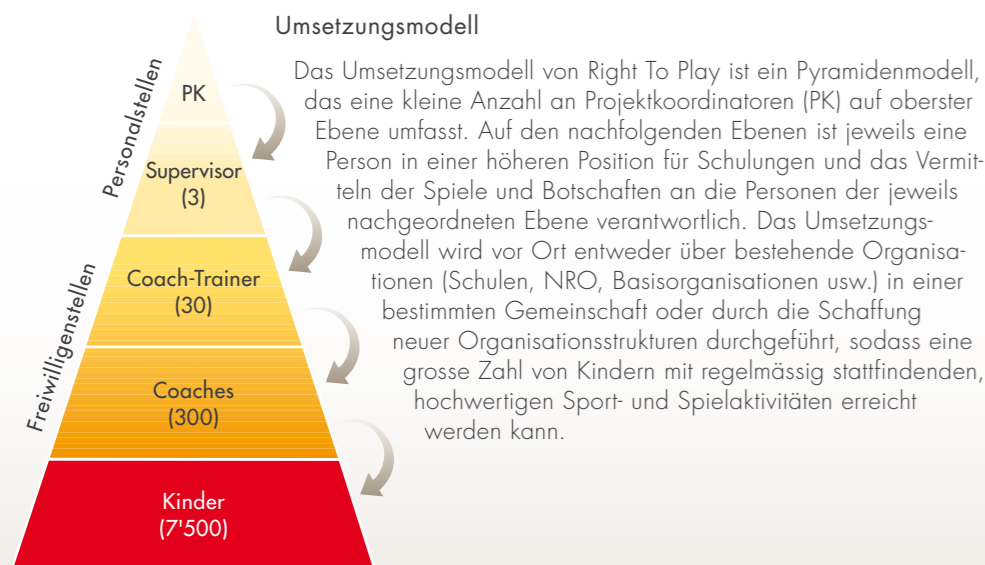 Umsetzungsmodell
Das Umsetzungsmodell von Right To Play ist ein Pyramidenmodell,
das eine kleine Anzahl an Projektkoordinatoren (PK) auf oberster
Ebene umfasst. Auf den nachfolgenden Ebenen ist jeweils eine
Person in einer höheren Position für Schulungen und das Vermit-
teln der Spiele und Botschaften an die Personen der jeweils
nachgeordneten Ebene verantwortlich. Das Umsetzungs-
modell wird vor Ort entweder über bestehende Organisa-
tionen (Schulen, NRO, Basisorganisationen usw.) in einer
bestimmten Gemeinschaft oder durch die Schaffung
neuer Organisationsstrukturen durchgeführt, sodass eine
grosse Zahl von Kindern mit regelmässig stattfindenden,
hochwertigen Sport- und Spielaktivitäten erreicht
werden kann.
Personalstellen
PK
Supervisor
(3)
Freiwilligenstellen
Coach-Trainer
(30)
Coaches
(300)
Kinder
(7'500)